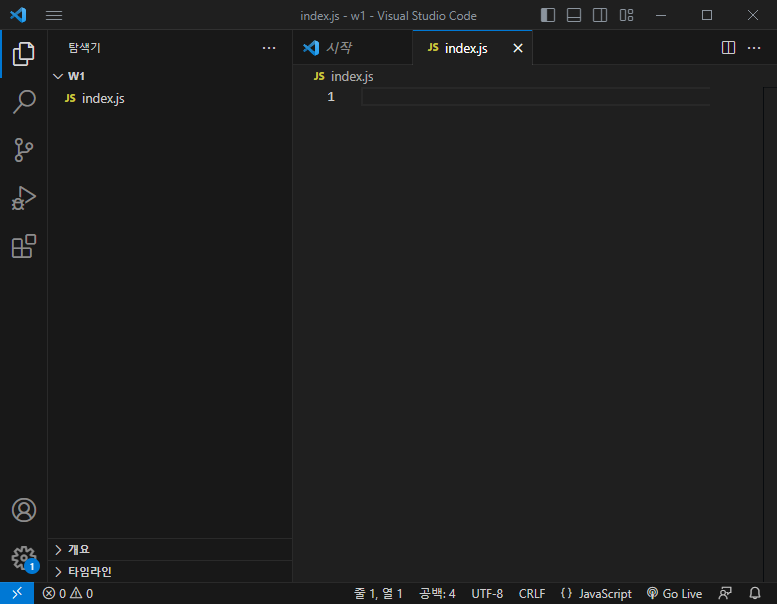 index.js - w1 - Visual Studio Code
탐색기
W1
JS index.js
시작
JS index.js
JS index.js
1
개요
타임라인
1
0 0
줄 1, 열 1
공백: 4
UTF-8
CRLF
{} JavaScript
Go Live